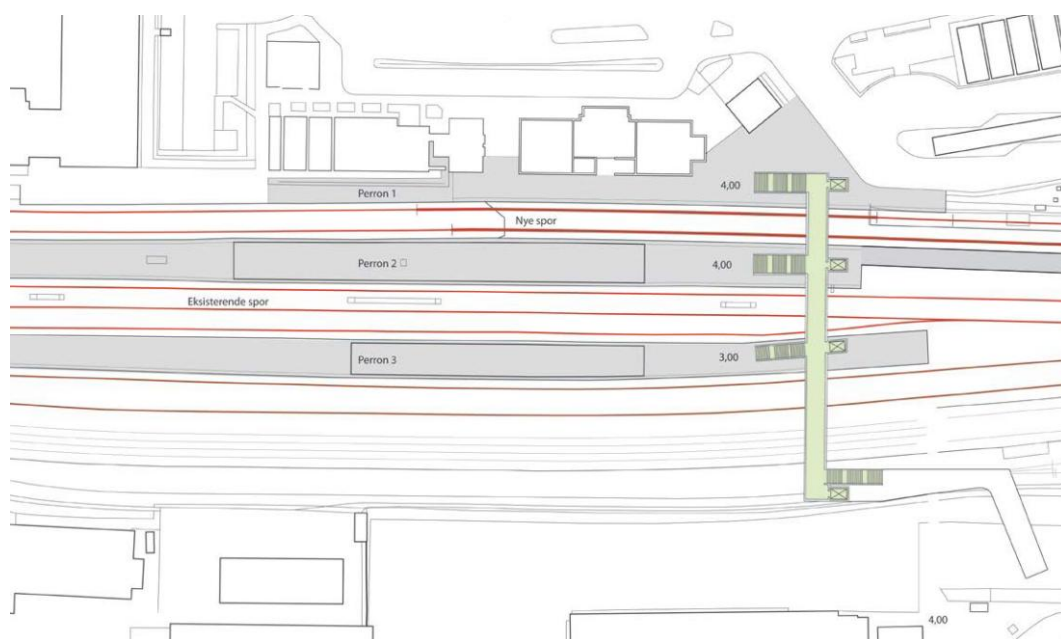 Perron 1
4,00
Nye spor
Perron 2
4,00
Eksisterende spor
Perron 3
3,00
4,00